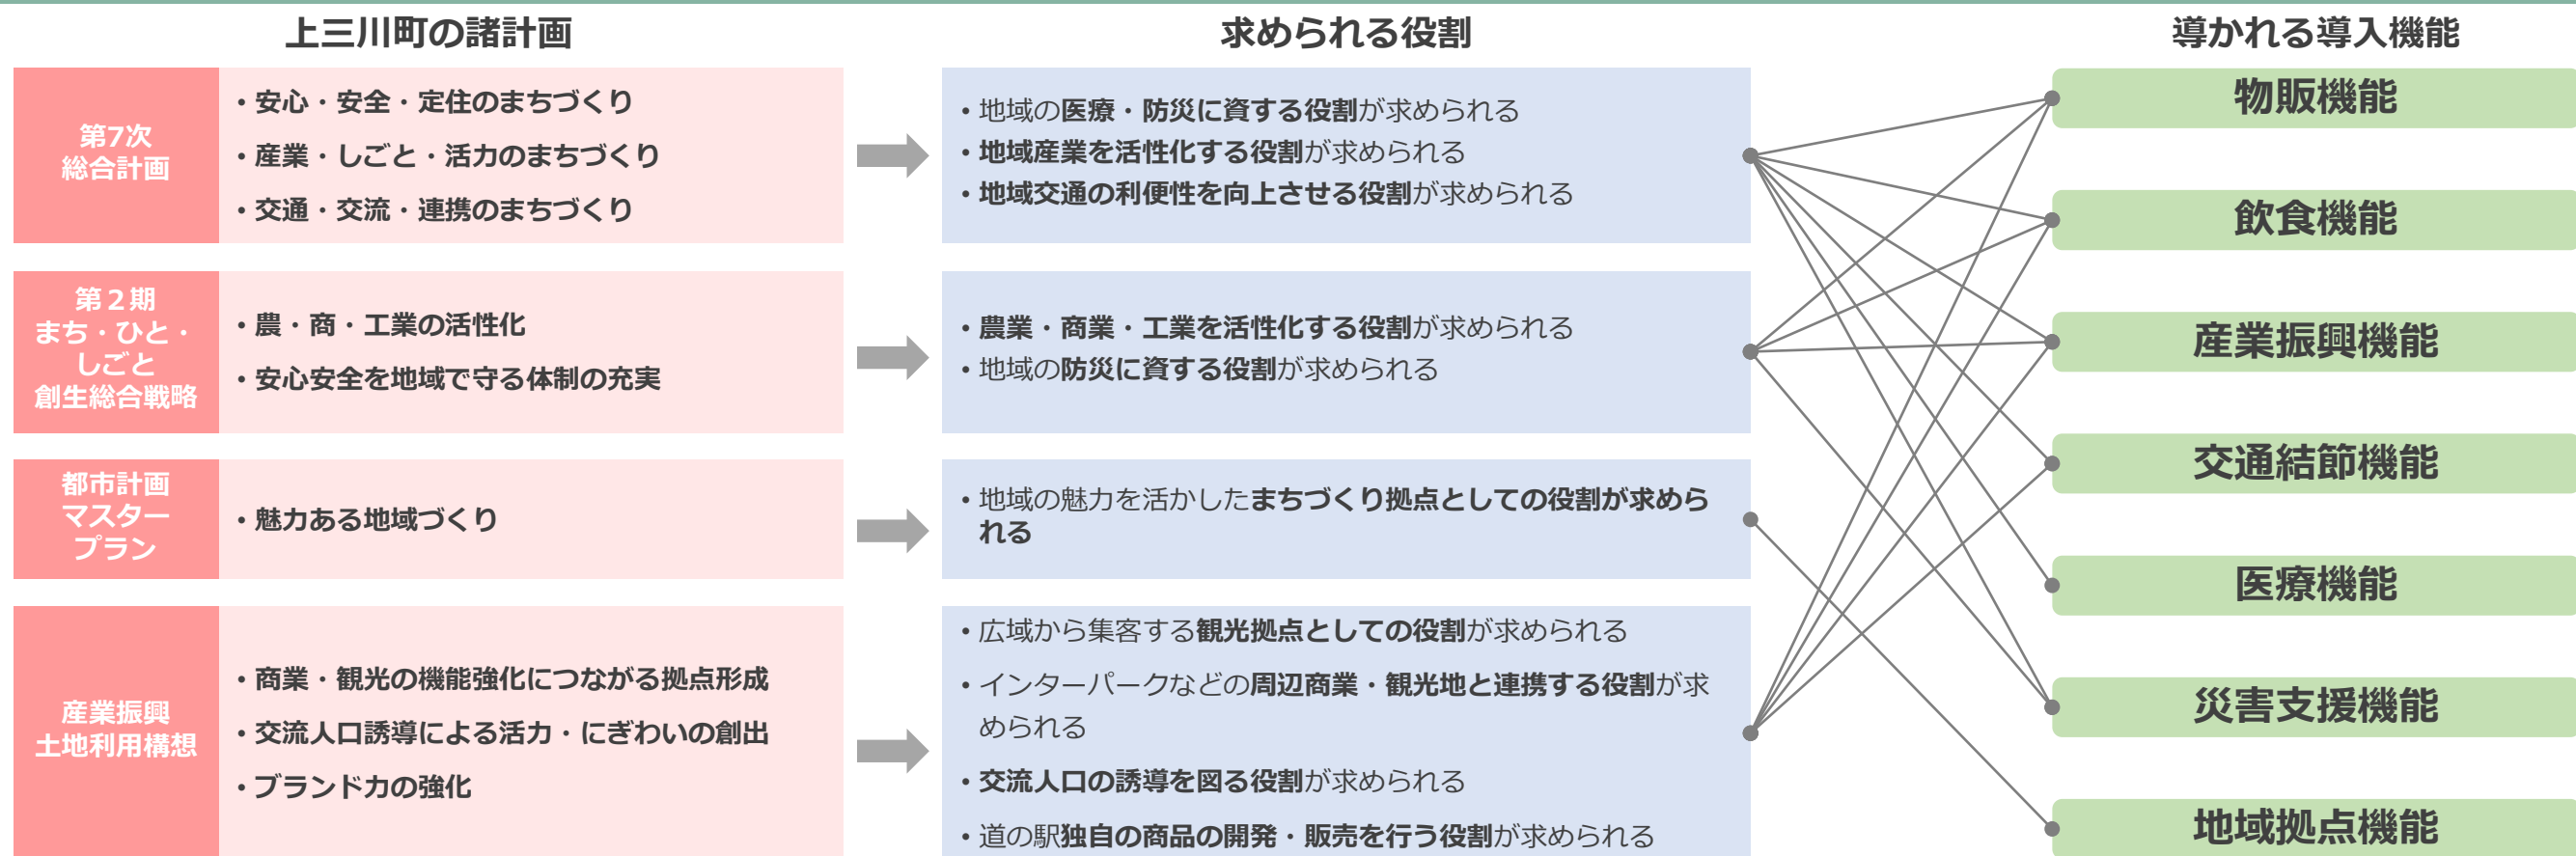 上三川町の諸計画
求められる役割
導かれる導入機能
第7次
総合計画
・安心・安全・定住のまちづくり
・産業・しごと・活力のまちづくり
・交通・交流・連携のまちづくり
・地域の医療・防災に資する役割が求められる
・地域産業を活性化する役割が求められる
・地域交通の利便性を向上させる役割が求められる
第２期
まち・ひと・
しごと
創生総合戦略
・農・商・工業の活性化
・安心安全を地域で守る体制の充実
・農業・商業・工業を活性化する役割が求められる
・地域の防災に資する役割が求められる
都市計画
マスター
プラン
・魅力ある地域づくり
・地域の魅力を活かしたまちづくり拠点としての役割が求めら
れる
産業振興
土地利用構想
・商業・観光の機能強化につながる拠点形成
・交流人口誘導による活力・にぎわいの創出
・ブランド力の強化
・広域から集客する観光拠点としての役割が求められる
・インターパークなどの周辺商業・観光地と連携する役割が求
められる
・交流人口の誘導を図る役割が求められる
・道の駅独自の商品の開発・販売を行う役割が求められる
物販機能
飲食機能
産業振興機能
交通結節機能
医療機能
災害支援機能
地域拠点機能